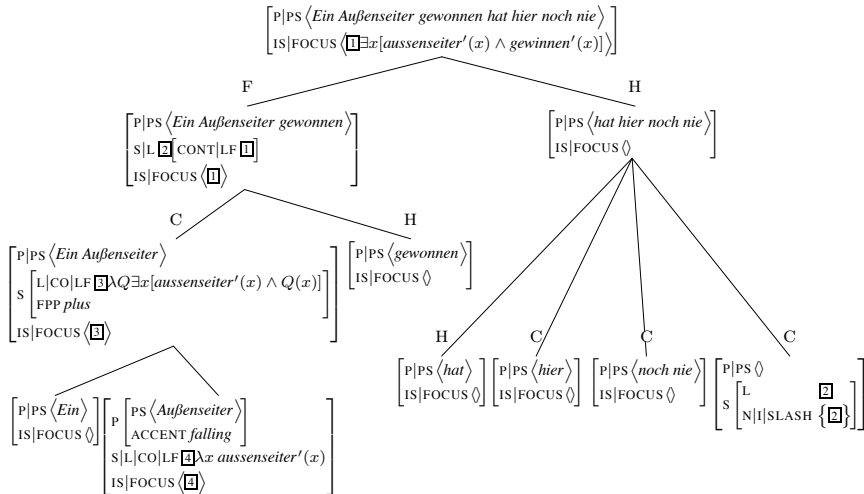 [P|PS ⟨Ein Außenseiter gewonnen hat hier noch nie⟩
IS|FOCUS ⟨[1]∃x[aussenseiter′(x) ∧ gewinnen′(x)]⟩]
F H
[P|PS ⟨Ein Außenseiter gewonnen⟩
S|L [2][CONT|LF [1]]
IS|FOCUS ⟨[1]⟩]
[P|PS ⟨hat hier noch nie⟩
IS|FOCUS ⟨⟩]
C H
[P|PS ⟨Ein Außenseiter⟩
S [L|CO|LF [3]λQ∃x[aussenseiter′(x) ∧ Q(x)]
FPP plus]
IS|FOCUS ⟨[3]⟩]
[P|PS ⟨gewonnen⟩
IS|FOCUS ⟨⟩]
H C C C
[P|PS ⟨hat⟩
IS|FOCUS ⟨⟩]
[P|PS ⟨hier⟩
IS|FOCUS ⟨⟩]
[P|PS ⟨noch nie⟩
IS|FOCUS ⟨⟩]
[P|PS ⟨⟩
S [L [2]
N|I|SLASH {[2]}]]
[P|PS ⟨Ein⟩
IS|FOCUS ⟨⟩]
[P [PS ⟨Außenseiter⟩
ACCENT falling]
S|L|CO|LF [4]λx aussenseiter′(x)
IS|FOCUS ⟨[4]⟩]